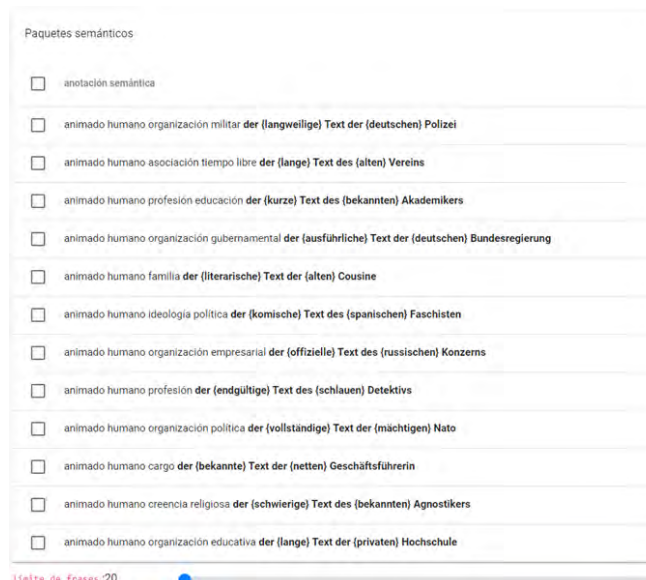 Paquetes semánticos
anotación semántica
animado humano organización militar der {langweilige} Text der {deutschen} Polizei
animado humano asociación tiempo libre der {lange} Text des {alten} Vereins
animado humano profesión educación der {kurze} Text des {bekannten} Akademikers
animado humano organización gubernamental der {ausführliche} Text der {deutschen} Bundesregierung
animado humano familia der {literarische} Text der {alten} Cousine
animado humano ideología política der {komische} Text des {spanischen} Faschisten
animado humano organización empresarial der {offizielle} Text des {russischen} Konzerns
animado humano profesión der {endgültige} Text des {schlauen} Detektivs
animado humano organización política der {vollständige} Text der {mächtigen} Nato
animado humano cargo der {bekannte} Text der {netten} Geschäftsführerin
animado humano creencia religiosa der {schwierige} Text des {bekannten} Agnostikers
animado humano organización educativa der {lange} Text der {privaten} Hochschule
límite de frases:20